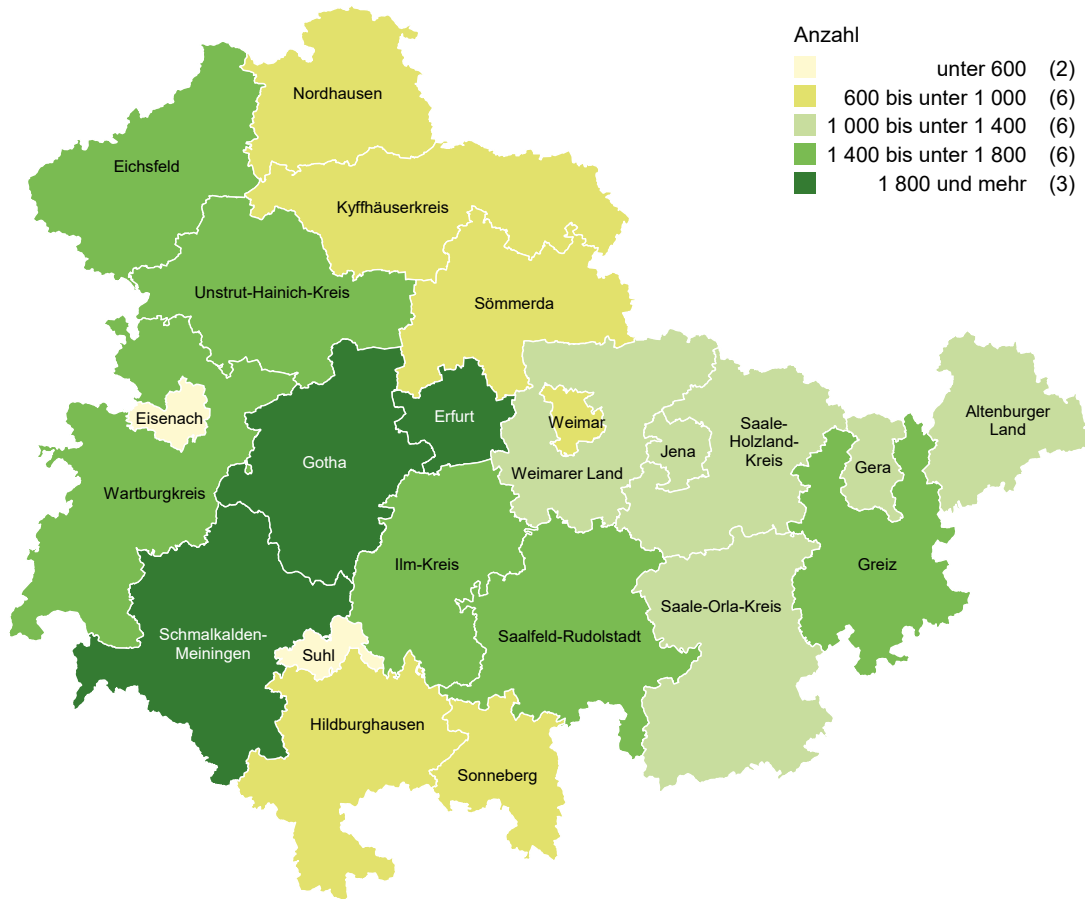 Anzahl
unter 600 (2)
600 bis unter 1 000 (6)
1 000 bis unter 1 400 (6)
1 400 bis unter 1 800 (6)
1 800 und mehr (3)
Nordhausen
Eichsfeld
Kyffhäuserkreis
Unstrut-Hainich-Kreis
Sömmerda
Eisenach
Erfurt
Weimar
Saale-
Holzland-
Kreis
Altenburger
Land
Jena
Gotha
Weimarer Land
Gera
Wartburgkreis
Ilm-Kreis
Greiz
Saale-Orla-Kreis
Schmalkalden-
Meiningen
Saalfeld-Rudolstadt
Suhl
Hildburghausen
Sonneberg